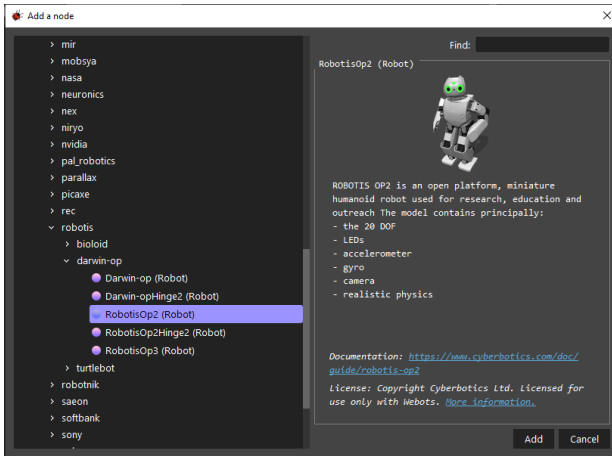 Add a node
mir
mobsya
nasa
neuronics
nex
niryo
nvidia
pal_robotics
parallax
picaxe
rec
robotis
bioloid
darwin-op
Darwin-op (Robot)
Darwin-opHinge2 (Robot)
RobotisOp2 (Robot)
RobotisOp2Hinge2 (Robot)
RobotisOp3 (Robot)
turtlebot
robotnik
saeon
softbank
sony
Find:
RobotisOp2 (Robot)
ROBOTIS OP2 is an open platform, miniature
humanoid robot used for research, education and
outreach The model contains principally:
- the 20 DOF
- LEDs
- accelerometer
- gyro
- camera
- realistic physics
Documentation: https://www.cyberbotics.com/doc/
guide/robotis-op2
License: Copyright Cyberbotics Ltd. Licensed for
use only with Webots. More information.
Add
Cancel